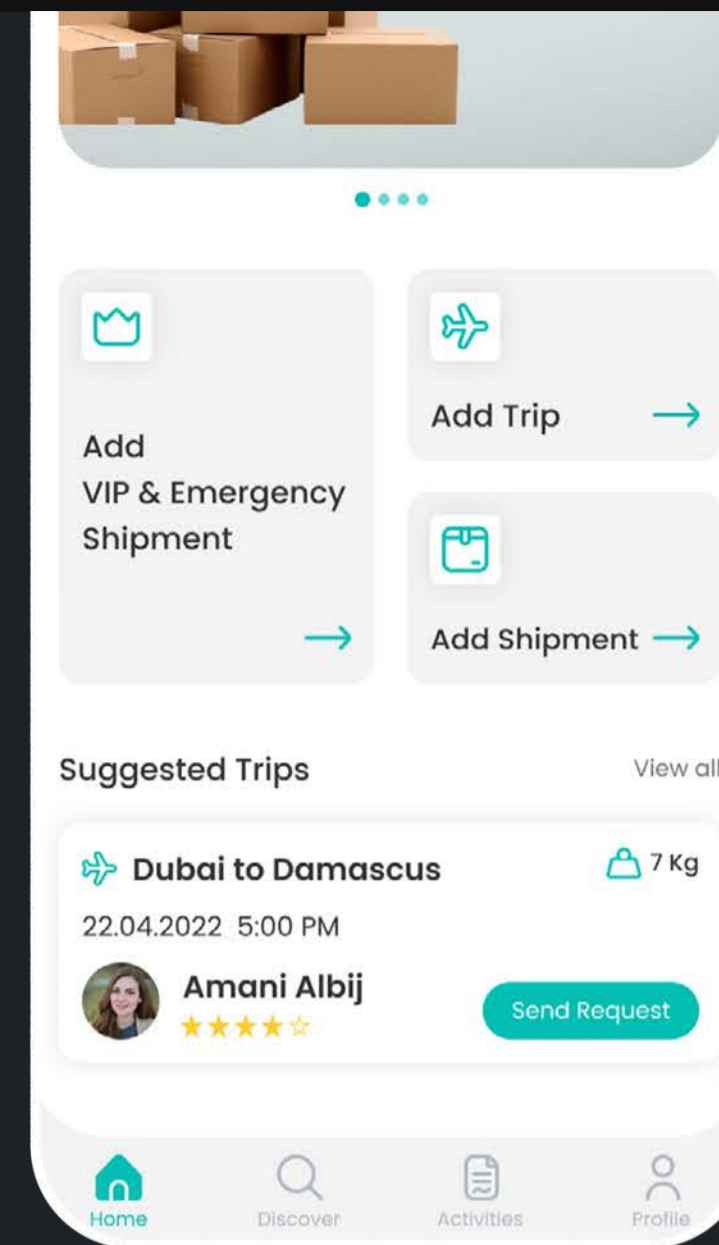 Add
VIP & Emergency
Shipment
Add Trip
Add Shipment
Suggested Trips
View all
Dubai to Damascus
7 Kg
22.04.2022 5:00 PM
Amani Albij
Send Request
Home
Discover
Activities
Profile